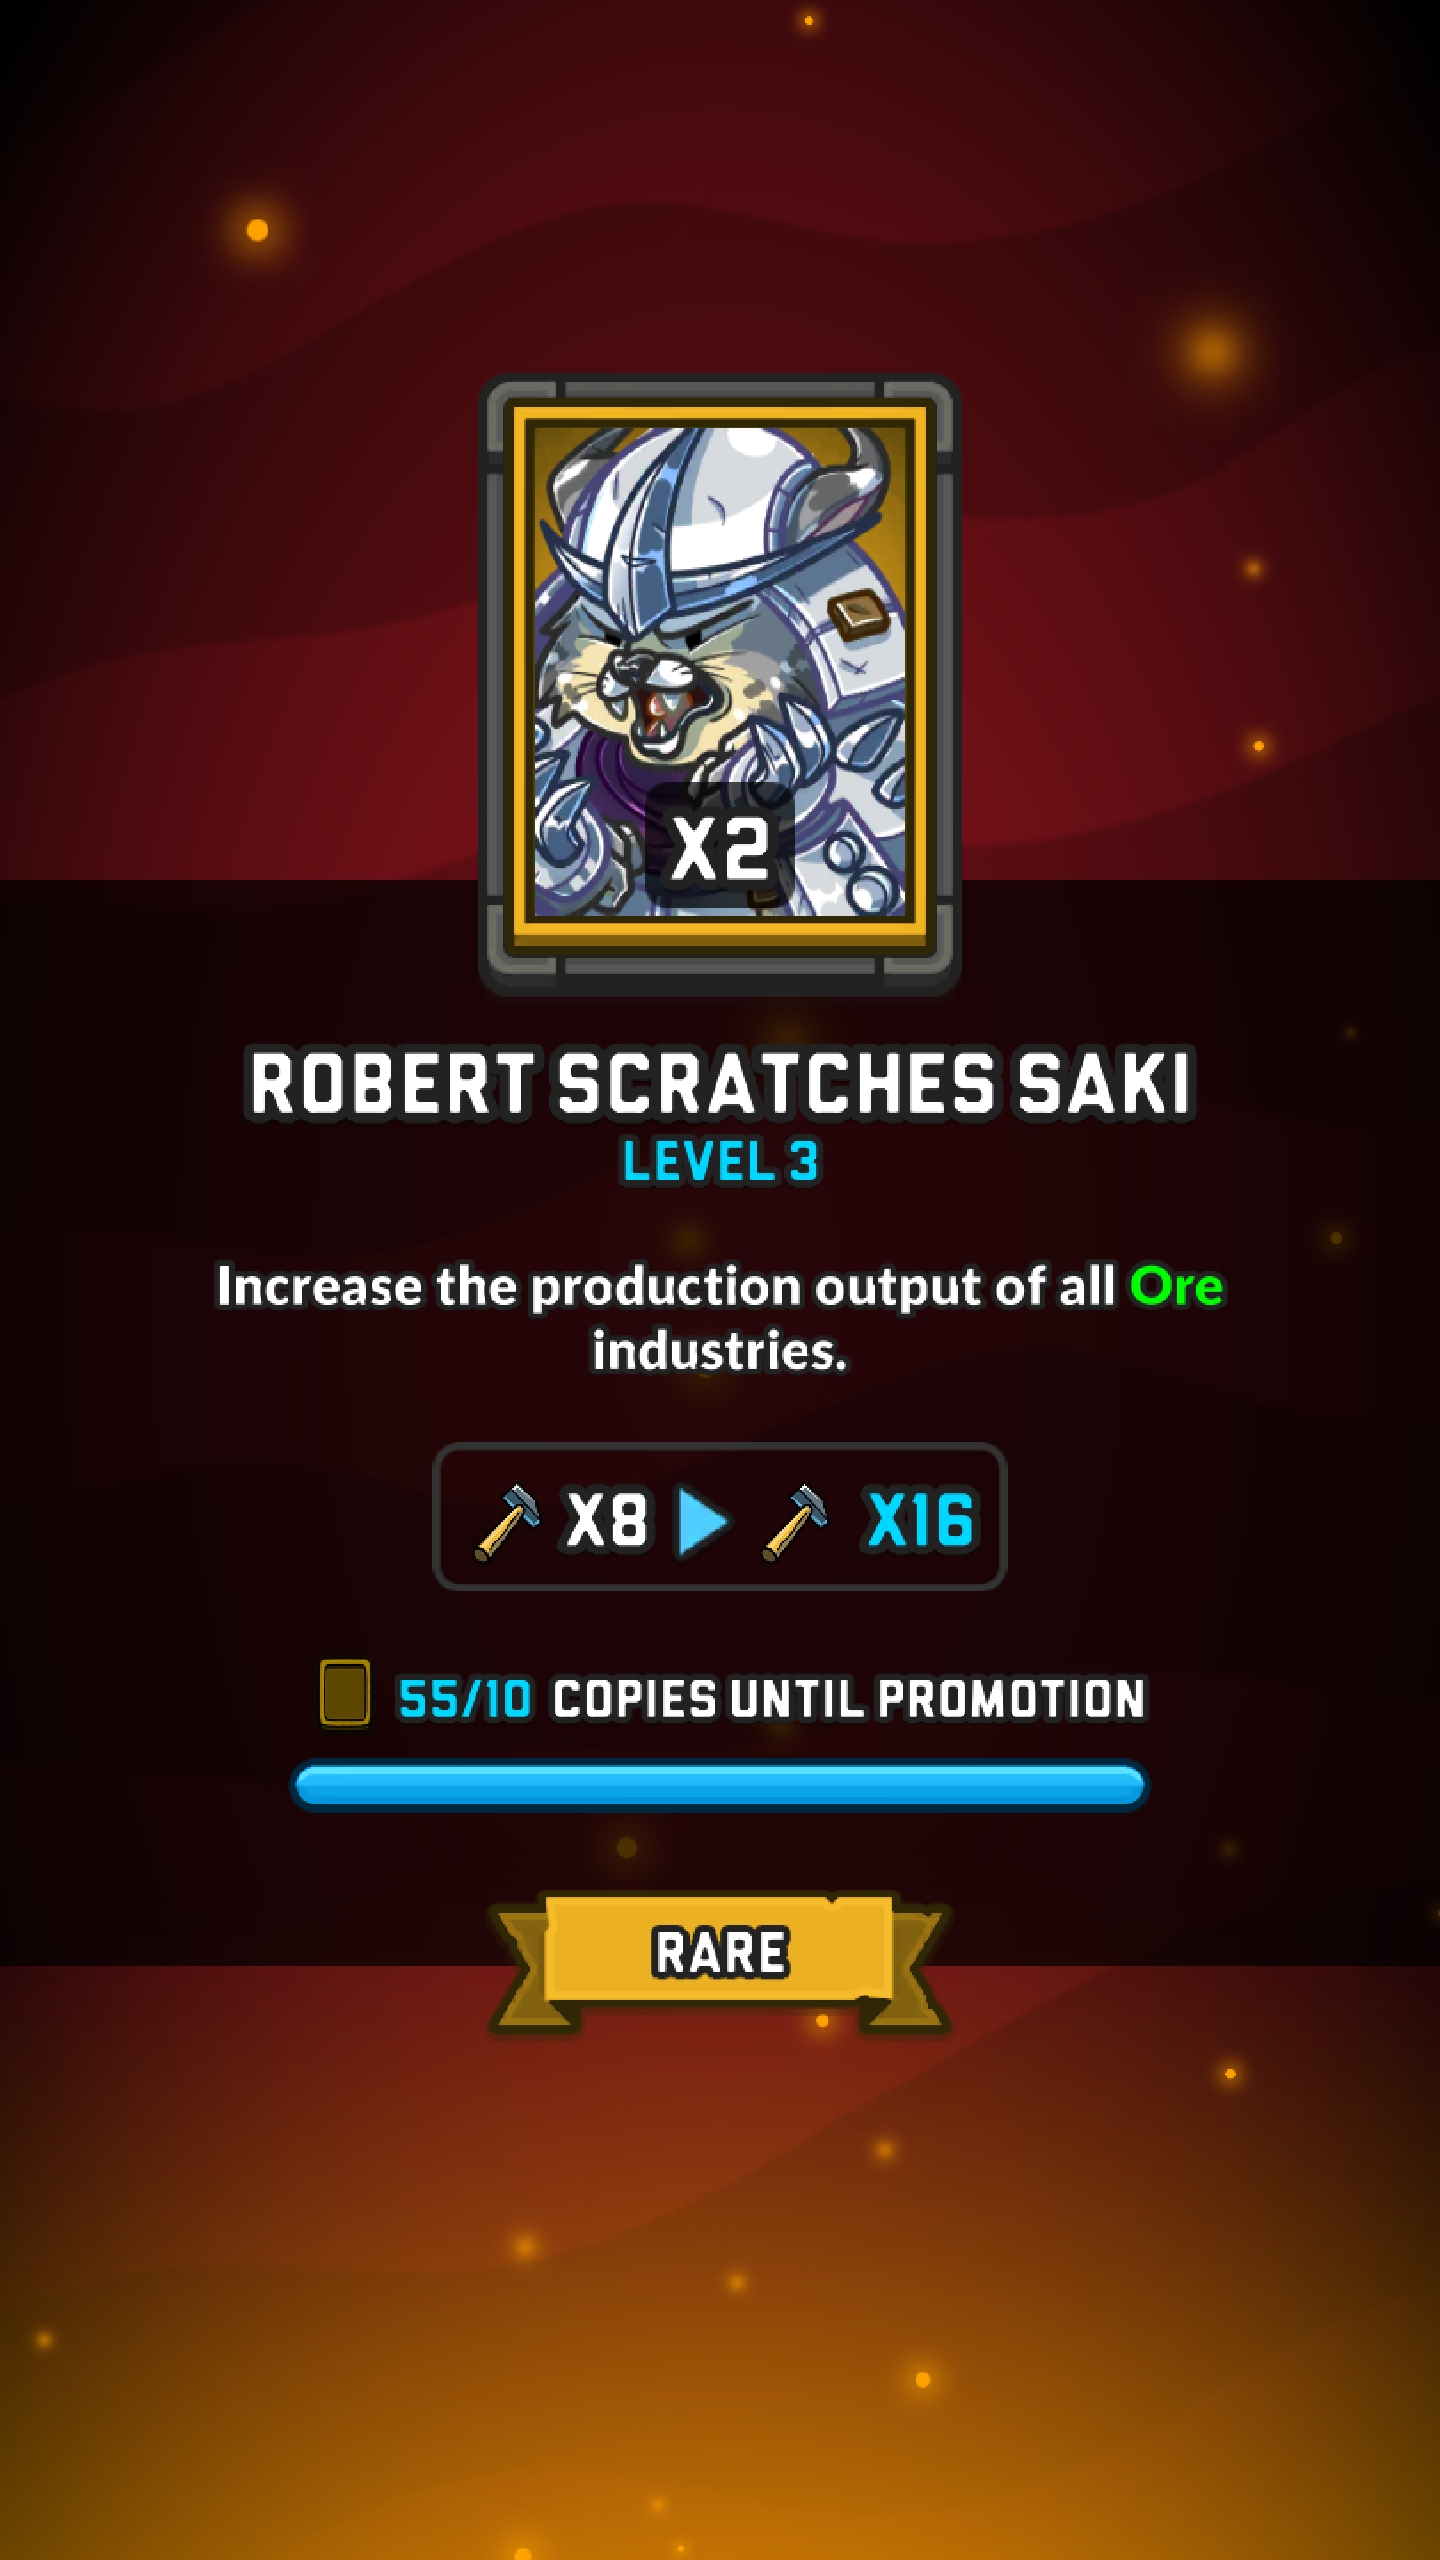 X2
ROBERT SCRATCHES SAKI
LEVEL 3
Increase the production output of all Ore
industries.
X8 X16
55/10 COPIES UNTIL PROMOTION
RARE